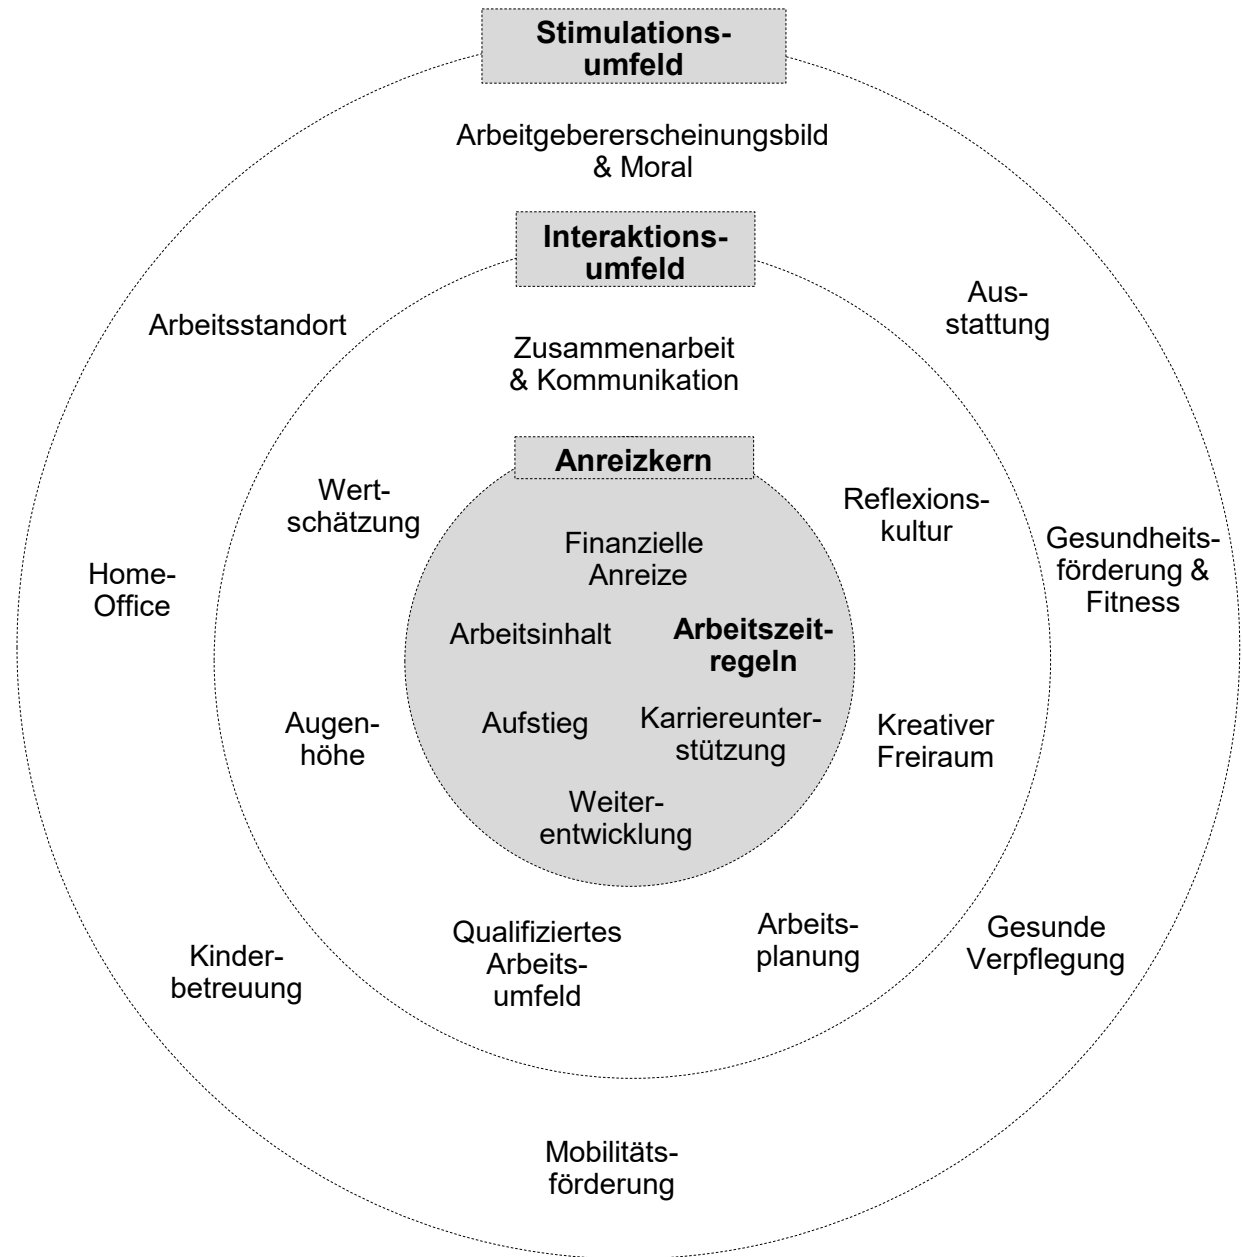 Stimulations-
umfeld
Arbeitgebererscheinungsbild
& Moral
Interaktions-
umfeld
Aus-
stattung
Arbeitsstandort
Zusammenarbeit
& Kommunikation
Anreizkern
Wert-
schätzung
Reflexions-
kultur
Finanzielle
Anreize
Gesundheits-
förderung &
Fitness
Home-
Office
Arbeitsinhalt
Arbeitszeit-
regeln
Augen-
höhe
Aufstieg
Karriereunter-
stützung
Kreativer
Freiraum
Weiter-
entwicklung
Qualifiziertes
Arbeits-
umfeld
Arbeits-
planung
Gesunde
Verpflegung
Kinder-
betreuung
Mobilitäts-
förderung